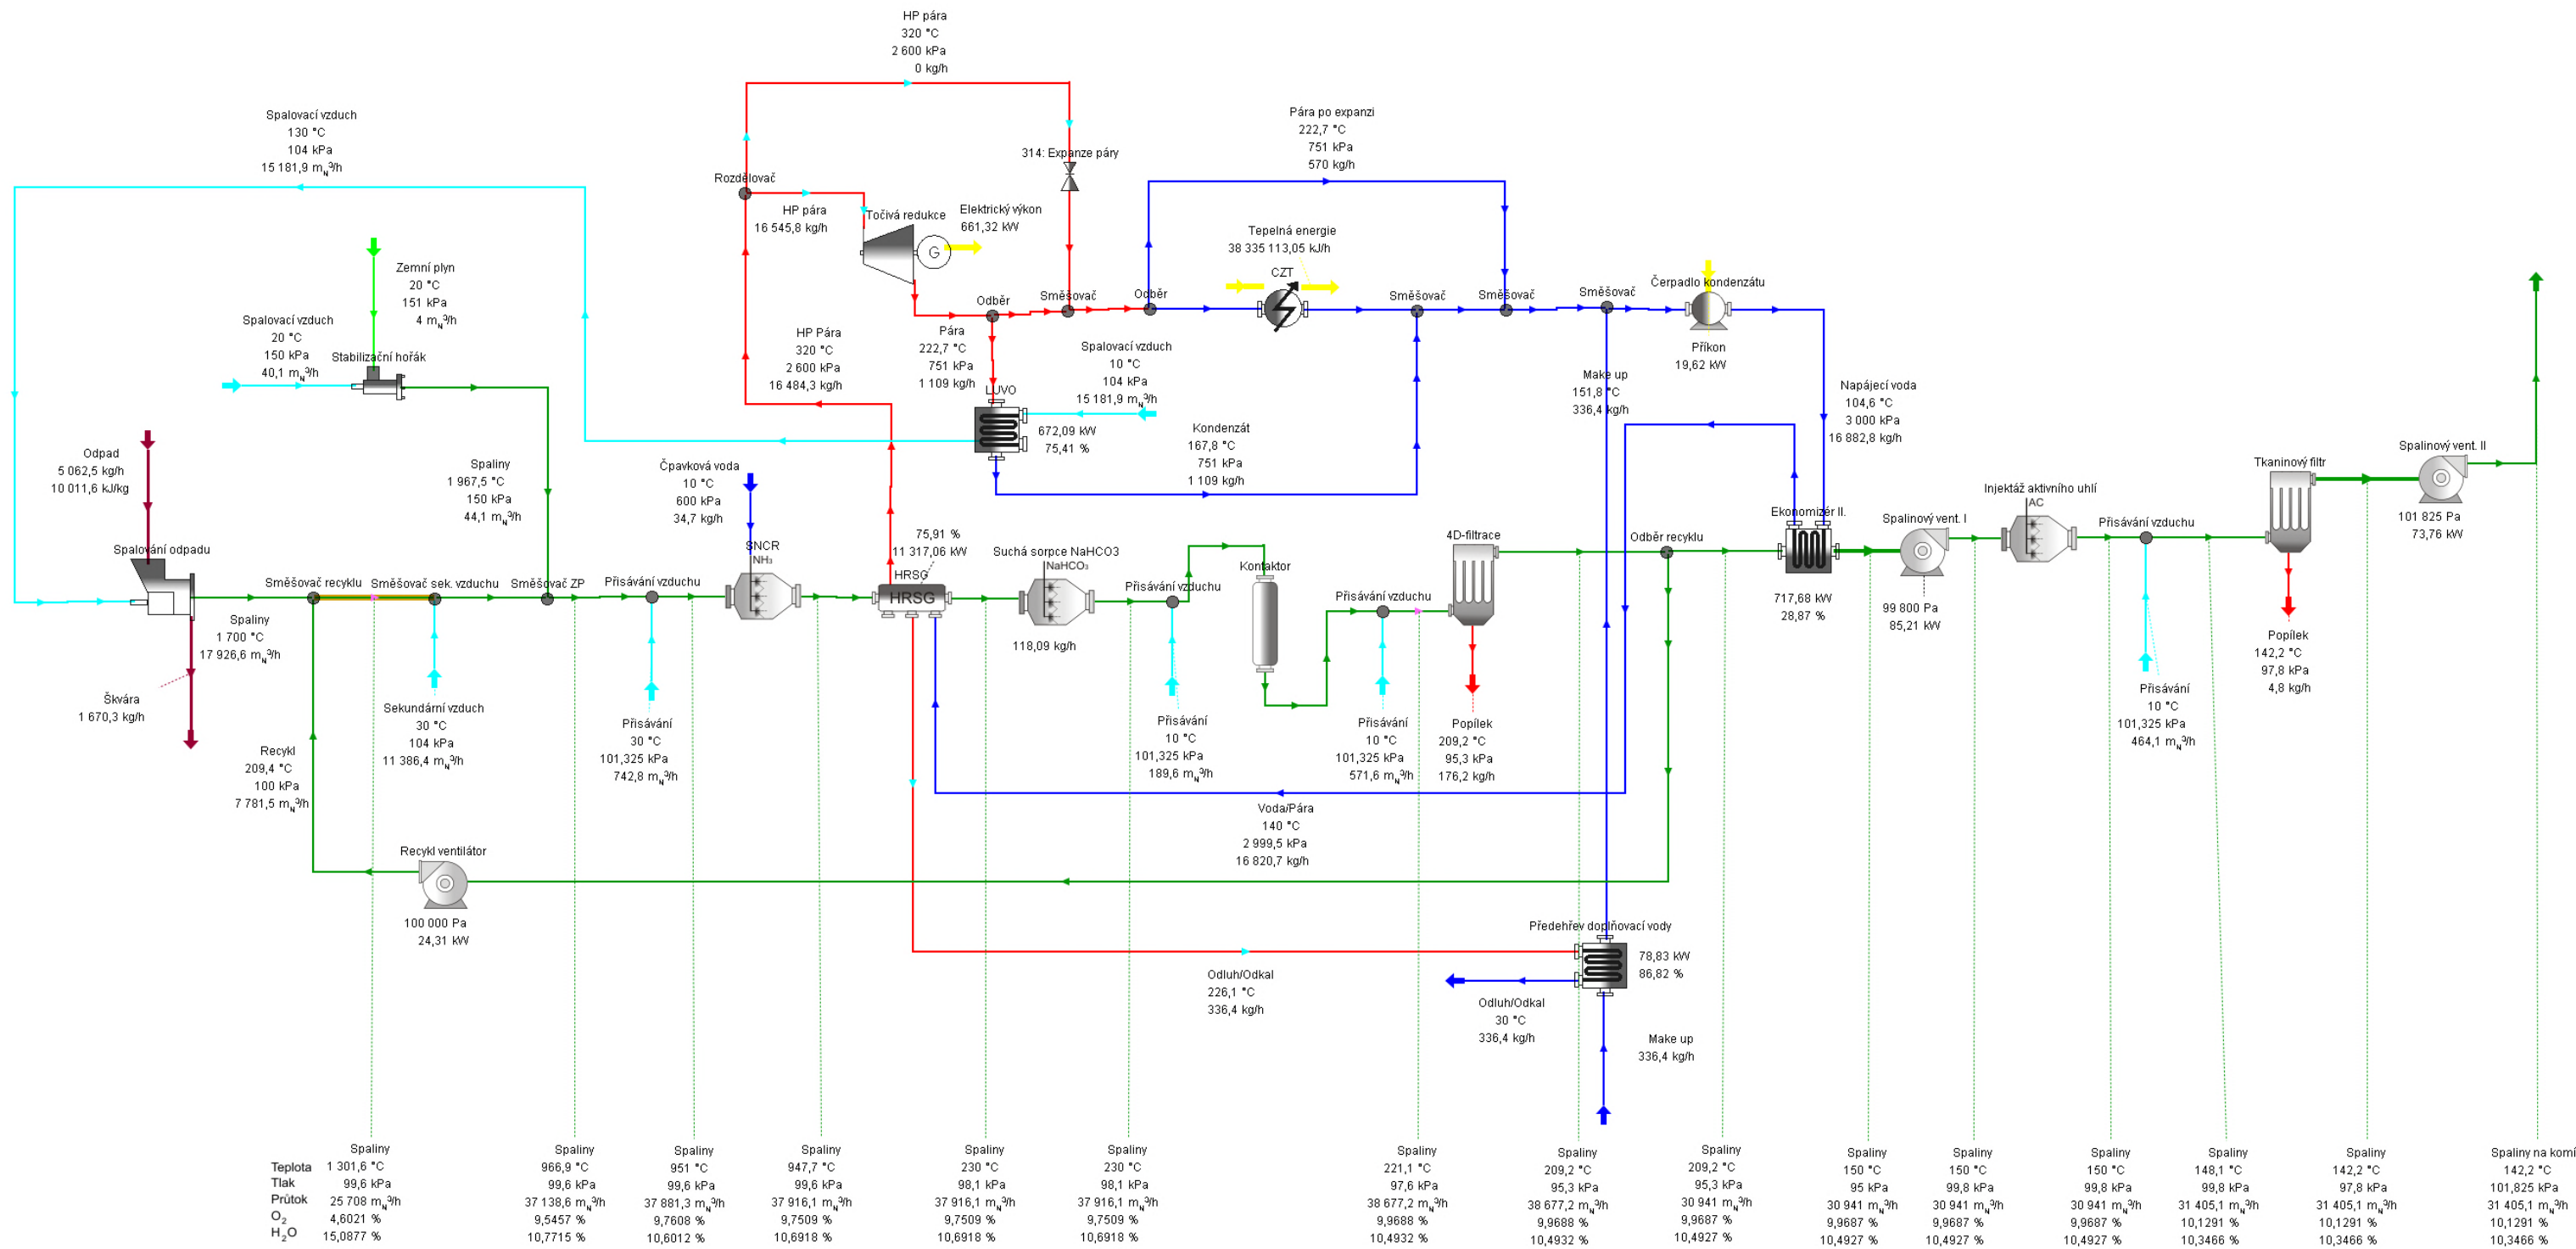 HP pára
320 °C
2 600 kPa
0 kg/h
Spalovací vzduch
130 °C
104 kPa
15 181,9 m_N³/h
Pára po expanzi
222,7 °C
751 kPa
570 kg/h
314: Expanze páry
Rozdělovač
HP pára
16 545,8 kg/h
Točivá redukce
Elektrický výkon
661,32 kW
G
Tepelná energie
38 335 113,05 kJ/h
CZT
Zemní plyn
20 °C
151 kPa
4 m_N³/h
Spalovací vzduch
20 °C
150 kPa
40,1 m_N³/h
Stabilizační hořák
Odběr
Směšovač
Odběr
Směšovač
Směšovač
Směšovač
Čerpadlo kondenzátu
Příkon
19,62 kW
HP Pára
320 °C
2 600 kPa
16 484,3 kg/h
Pára
222,7 °C
751 kPa
1 109 kg/h
LUVO
Spalovací vzduch
10 °C
104 kPa
15 181,9 m_N³/h
672,09 kW
75,41 %
Kondenzát
167,8 °C
751 kPa
1 109 kg/h
Make up
151,8 °C
336,4 kg/h
Napájecí voda
104,6 °C
3 000 kPa
16 882,8 kg/h
Odpad
5 062,5 kg/h
10 011,6 kJ/kg
Spaliny
1 967,5 °C
150 kPa
44,1 m_N³/h
Čpavková voda
10 °C
600 kPa
34,7 kg/h
Spalování odpadu
Směšovač recyklu
Směšovač sek. vzduchu
Směšovač ZP
Přisávání vzduchu
SNCR
NH₃
75,91 %
11 317,06 kW
HRSG
HRSG
Suchá sorpce NaHCO3
NaHCO₃
118,09 kg/h
Přisávání vzduchu
Kontaktor
Přisávání vzduchu
4D-filtrace
Odběr recyklu
Ekonomizér II.
717,68 kW
28,87 %
Spalinový vent. I
99 800 Pa
85,21 kW
Injektáž aktivního uhlí
AC
Přisávání vzduchu
Tkaninový filtr
Spalinový vent. II
101 825 Pa
73,76 kW
Spaliny
1 700 °C
17 926,6 m_N³/h
Škvára
1 670,3 kg/h
Recykl
209,4 °C
100 kPa
7 781,5 m_N³/h
Sekundární vzduch
30 °C
104 kPa
11 386,4 m_N³/h
Přisávání
30 °C
101,325 kPa
742,8 m_N³/h
Přisávání
10 °C
101,325 kPa
189,6 m_N³/h
Přisávání
10 °C
101,325 kPa
571,6 m_N³/h
Popílek
209,2 °C
95,3 kPa
176,2 kg/h
Přisávání
10 °C
101,325 kPa
464,1 m_N³/h
Popílek
142,2 °C
97,8 kPa
4,8 kg/h
Voda/Pára
140 °C
2 999,5 kPa
16 820,7 kg/h
Recykl ventilátor
100 000 Pa
24,31 kW
Předehřev doplňovací vody
78,83 kW
86,82 %
Odluh/Odkal
226,1 °C
336,4 kg/h
Odluh/Odkal
30 °C
336,4 kg/h
Make up
336,4 kg/h
Teplota
Tlak
Průtok
O₂
H₂O
Spaliny
1 301,6 °C
99,6 kPa
25 708 m_N³/h
4,6021 %
15,0877 %
Spaliny
966,9 °C
99,6 kPa
37 138,6 m_N³/h
9,5457 %
10,7715 %
Spaliny
951 °C
99,6 kPa
37 881,3 m_N³/h
9,7608 %
10,6012 %
Spaliny
947,7 °C
99,6 kPa
37 916,1 m_N³/h
9,7509 %
10,6918 %
Spaliny
230 °C
98,1 kPa
37 916,1 m_N³/h
9,7509 %
10,6918 %
Spaliny
230 °C
98,1 kPa
37 916,1 m_N³/h
9,7509 %
10,6918 %
Spaliny
221,1 °C
97,6 kPa
38 677,2 m_N³/h
9,9688 %
10,4932 %
Spaliny
209,2 °C
95,3 kPa
38 677,2 m_N³/h
9,9688 %
10,4932 %
Spaliny
209,2 °C
95,3 kPa
30 941 m_N³/h
9,9687 %
10,4927 %
Spaliny
150 °C
95 kPa
30 941 m_N³/h
9,9687 %
10,4927 %
Spaliny
150 °C
99,8 kPa
30 941 m_N³/h
9,9687 %
10,4927 %
Spaliny
150 °C
99,8 kPa
30 941 m_N³/h
9,9687 %
10,4927 %
Spaliny
148,1 °C
99,8 kPa
31 405,1 m_N³/h
10,1291 %
10,3466 %
Spaliny
142,2 °C
97,8 kPa
31 405,1 m_N³/h
10,1291 %
10,3466 %
Spaliny na komí
142,2 °C
101,825 kPa
31 405,1 m_N³/h
10,1291 %
10,3466 %